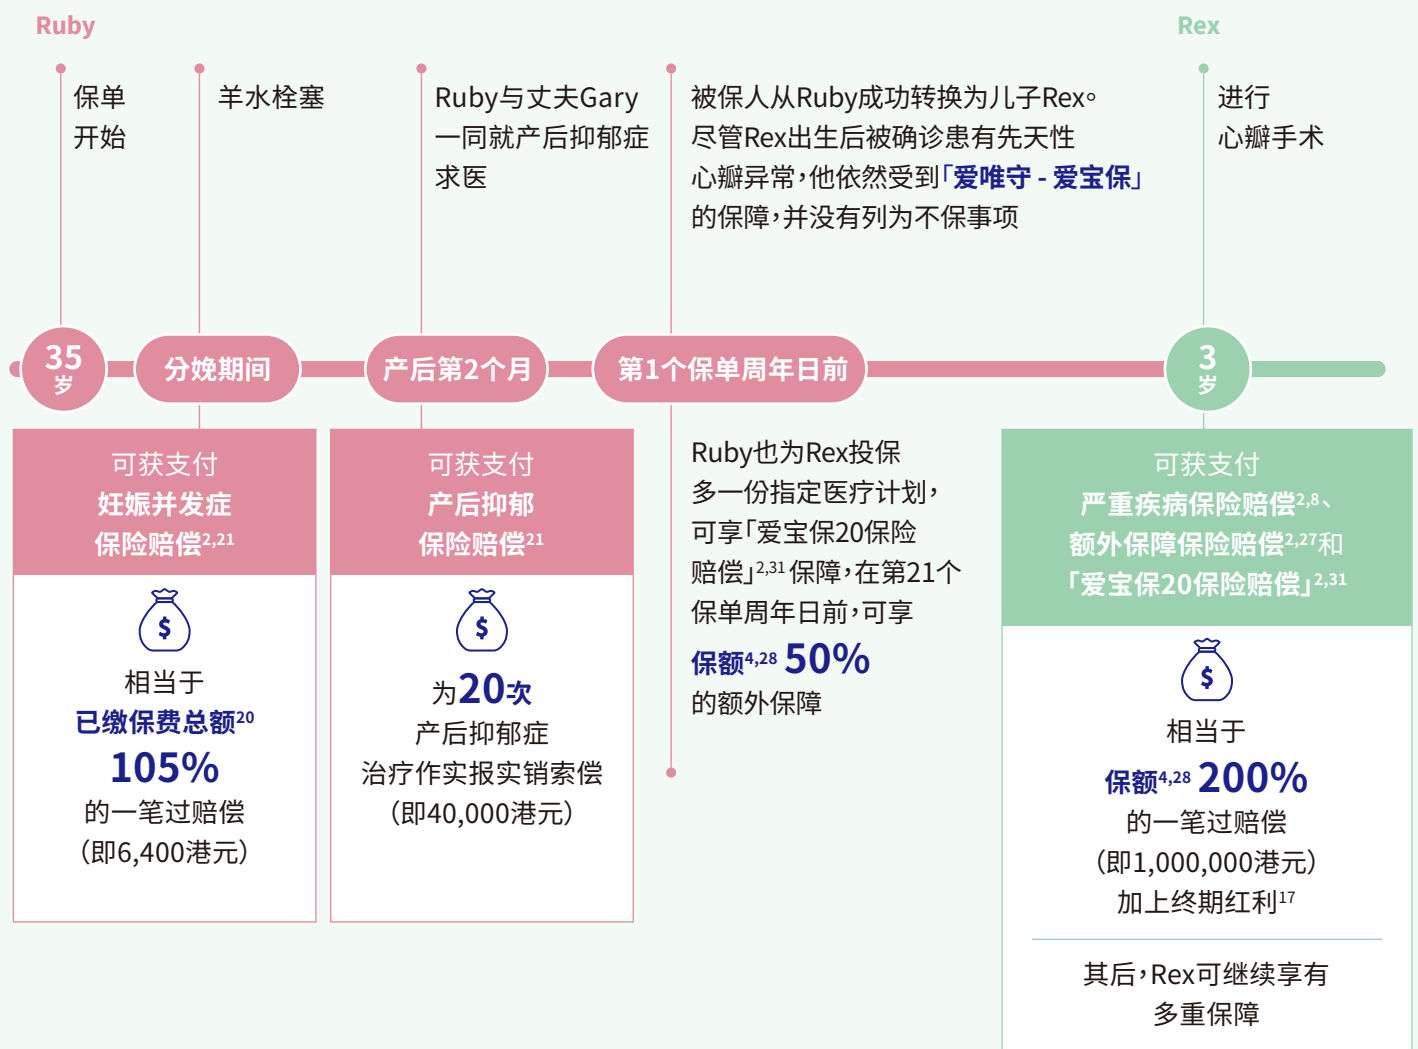 Ruby
Rex
保单
开始
羊水栓塞
Ruby与丈夫Gary
一同就产后抑郁症
求医
被保人从Ruby成功转换为儿子Rex。
尽管Rex出生后被确诊患有先天性
心瓣异常，他依然受到「爱唯守 - 爱宝保」
的保障，并没有列为不保事项
进行
心瓣手术
35
岁
分娩期间
产后第2个月
第1个保单周年日前
3
岁
可获支付
妊娠并发症
保险赔偿2,21
$
相当于
已缴保费总额20
105%
的一笔过赔偿
（即6,400港元）
可获支付
产后抑郁
保险赔偿21
$
为20次
产后抑郁症
治疗作实报实销索偿
（即40,000港元）
Ruby也为Rex投保
多一份指定医疗计划，
可享「爱宝保20保险
赔偿」2,31保障，在第21个
保单周年日前，可享
保额4,28 50%
的额外保障
可获支付
严重疾病保险赔偿2,8、
额外保障保险赔偿2,27和
「爱宝保20保险赔偿」2,31
$
相当于
保额4,28 200%
的一笔过赔偿
（即1,000,000港元）
加上终期红利17
其后，Rex可继续享有
多重保障